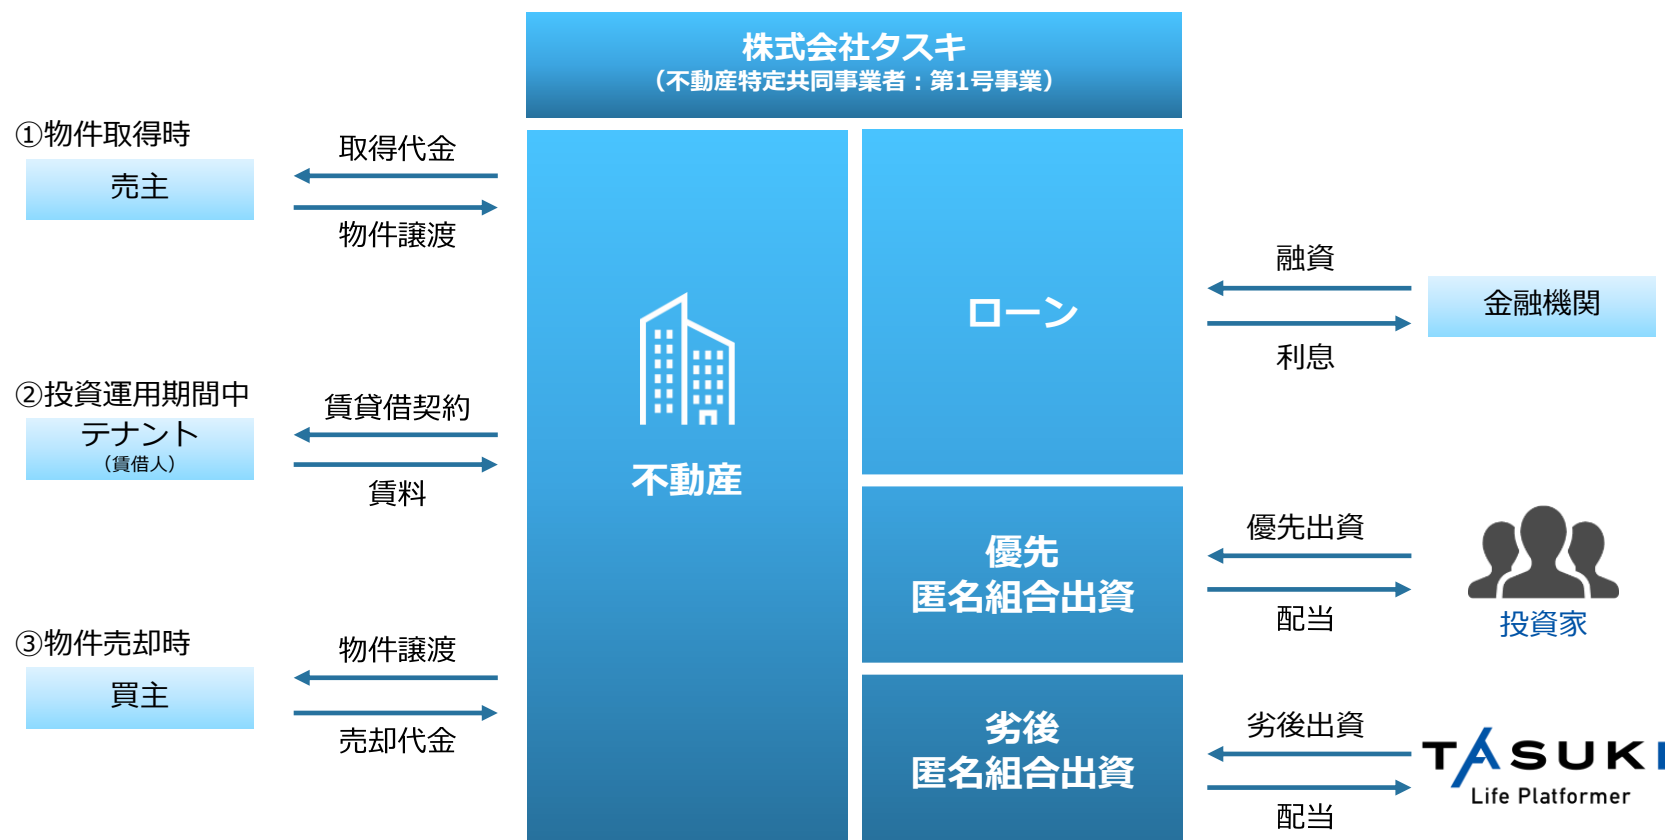 株式会社タスキ
（不動産特定共同事業者：第1号事業）
①物件取得時
売主
取得代金
物件譲渡
②投資運用期間中
テナント
（賃借人）
賃貸借契約
賃料
③物件売却時
買主
物件譲渡
売却代金
不動産
ローン
優先
匿名組合出資
劣後
匿名組合出資
融資
利息
金融機関
優先出資
配当
投資家
劣後出資
配当
TASUKI
Life Platformer